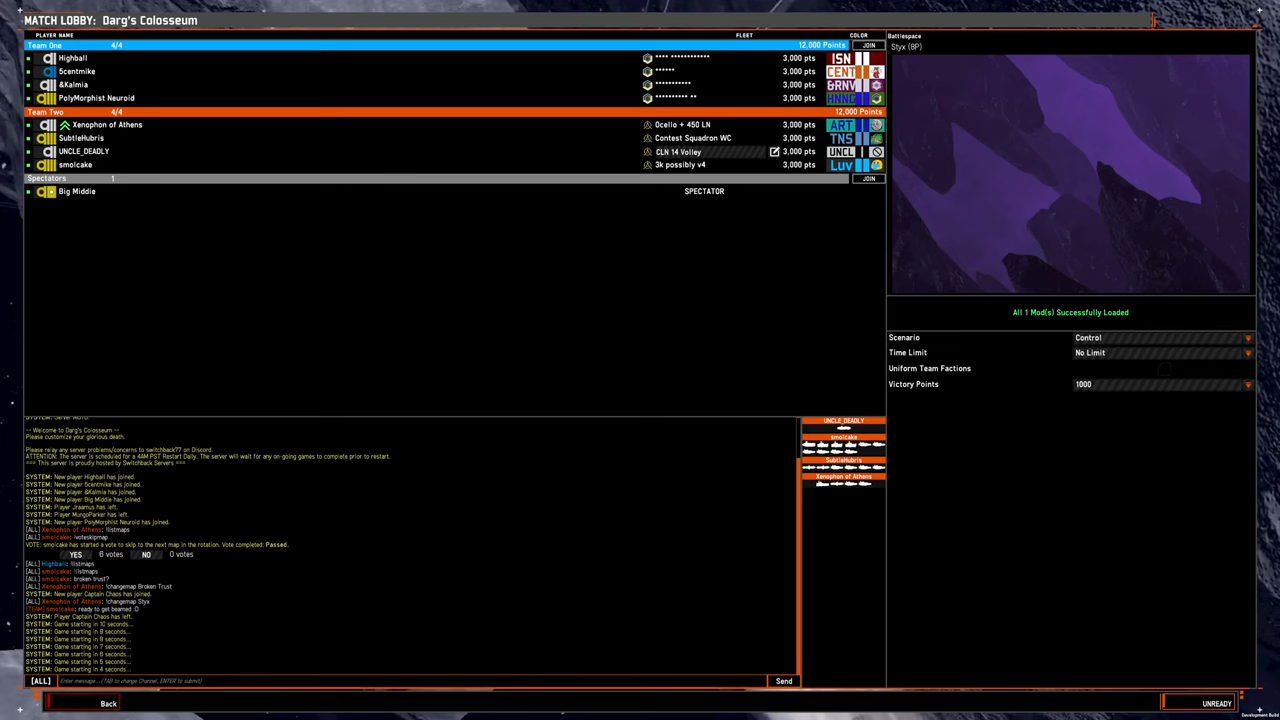 MATCH LOBBY: Darg's Colosseum
PLAYER NAME FLEET COLOR
Team One 4/4 12,000 Points JOIN
Highball **** ************ 3,000 pts ISN
5centmike ****** 3,000 pts CENT
&Kalmia *********** 3,000 pts &RNV
PolyMorphist Neuroid ********** ** 3,000 pts HNNC
Team Two 4/4 12,000 Points
Xenophon of Athens Ocello + 450 LN 3,000 pts ART
SubtleHubris Contest Squadron WC 3,000 pts TNS
UNCLE_DEADLY CLN 14 Volley 3,000 pts UNCL
smolcake 3k possibly v4 3,000 pts Luv
Spectators 1 JOIN
Big Middie SPECTATOR
Battlespace
Styx (8P)
All 1 Mod(s) Successfully Loaded
Scenario Control
Time Limit No Limit
Uniform Team Factions
Victory Points 1000
SYSTEM: Server MOTD:
-- Welcome to Darg's Colosseum --
Please customize your glorious death.
Please relay any server problems/concerns to switchback77 on Discord.
ATTENTION: The server is scheduled for a 4AM PST Restart Daily. The server will wait for any on-going games to complete prior to restart.
=== This server is proudly hosted by Switchback Servers ===
SYSTEM: New player Highball has joined.
SYSTEM: New player 5centmike has joined.
SYSTEM: New player &Kalmia has joined.
SYSTEM: New player Big Middie has joined.
SYSTEM: Player Jraamus has left.
SYSTEM: Player MungoParker has left.
SYSTEM: New player PolyMorphist Neuroid has joined.
[ALL] Xenophon of Athens: !listmaps
[ALL] smolcake: !voteskipmap
VOTE: smolcake has started a vote to skip to the next map in the rotation. Vote completed: Passed.
YES 6 votes NO 0 votes
[ALL] Highball: !listmaps
[ALL] smolcake: !listmaps
[ALL] smolcake: broken trust?
[ALL] Xenophon of Athens: !changemap Broken Trust
SYSTEM: New player Captain Chaos has joined.
[ALL] Xenophon of Athens: !changemap Styx
[TEAM] smolcake: ready to get beamed :O
SYSTEM: Player Captain Chaos has left.
SYSTEM: Game starting in 10 seconds...
SYSTEM: Game starting in 9 seconds...
SYSTEM: Game starting in 8 seconds...
SYSTEM: Game starting in 7 seconds...
SYSTEM: Game starting in 6 seconds...
SYSTEM: Game starting in 5 seconds...
SYSTEM: Game starting in 4 seconds...
UNCLE_DEADLY
smolcake
SubtleHubris
Xenophon of Athens
[ALL] Enter message... (TAB to change Channel, ENTER to submit) Send
Back UNREADY
Development Build